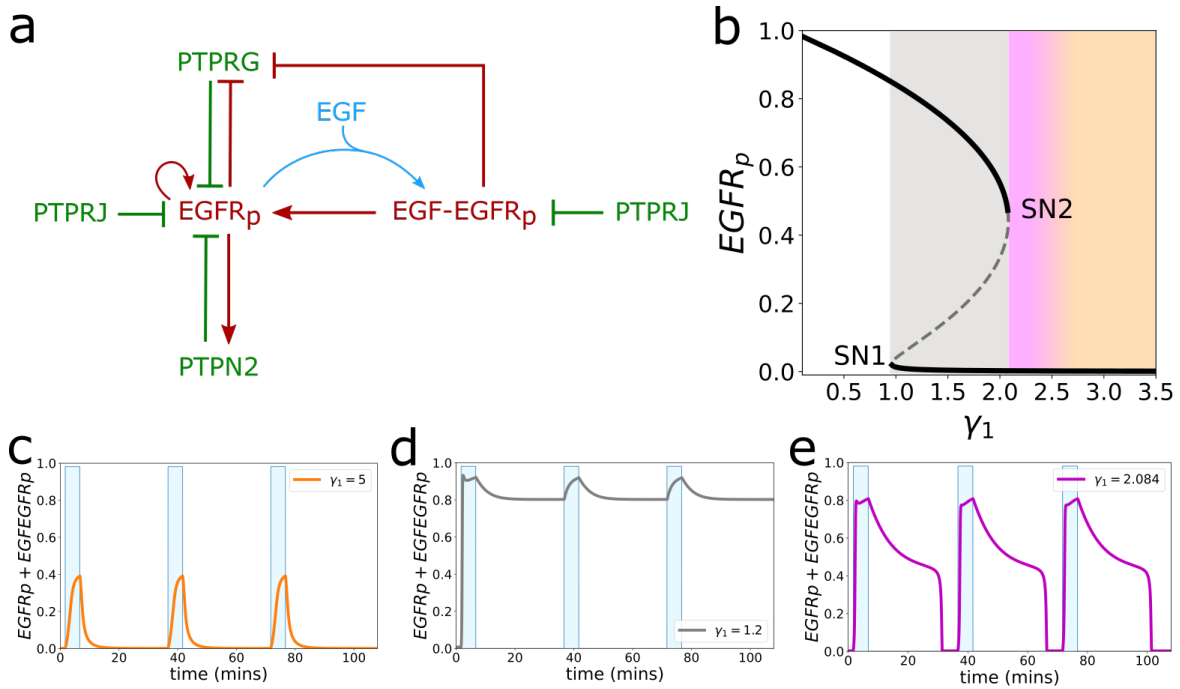 a
PTPRG
EGF
PTPRJ
EGFRp
EGF-EGFRp
PTPRJ
PTPN2
b
EGFRp
1.0
0.8
0.6
0.4
0.2
0.0
SN2
SN1
0.5 1.0 1.5 2.0 2.5 3.0 3.5
γ1
c
EGFRp + EGFEGFRp
1.0
0.8
0.6
0.4
0.2
0.0
γ1 = 5
0 20 40 60 80 100
time (mins)
d
EGFRp + EGFEGFRp
1.0
0.8
0.6
0.4
0.2
0.0
γ1 = 1.2
0 20 40 60 80 100
time (mins)
e
EGFRp + EGFEGFRp
1.0
0.8
0.6
0.4
0.2
0.0
γ1 = 2.084
0 20 40 60 80 100
time (mins)